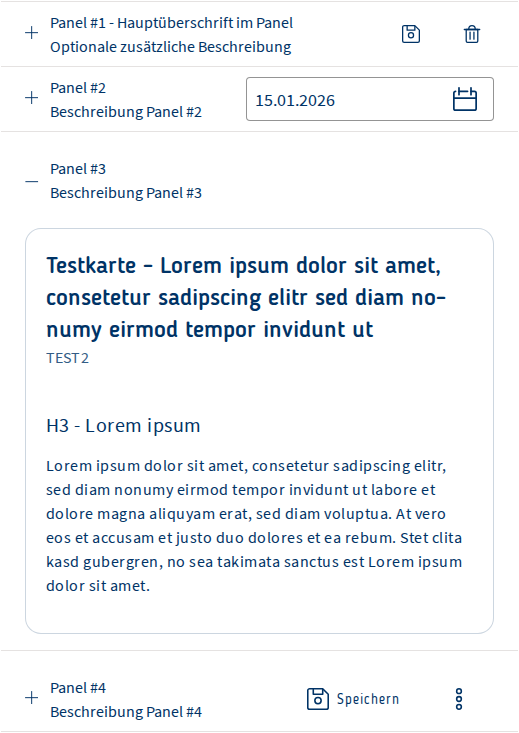 Panel #1 - Hauptüberschrift im Panel
Optionale zusätzliche Beschreibung
Panel #2
Beschreibung Panel #2
15.01.2026
Panel #3
Beschreibung Panel #3
Testkarte - Lorem ipsum dolor sit amet,
consetetur sadipscing elitr sed diam no-
numy eirmod tempor invidunt ut
TEST2
H3 - Lorem ipsum
Lorem ipsum dolor sit amet, consetetur sadipscing elitr,
sed diam nonumy eirmod tempor invidunt ut labore et
dolore magna aliquyam erat, sed diam voluptua. At vero
eos et accusam et justo duo dolores et ea rebum. Stet clita
kasd gubergren, no sea takimata sanctus est Lorem ipsum
dolor sit amet.
Panel #4
Beschreibung Panel #4
Speichern